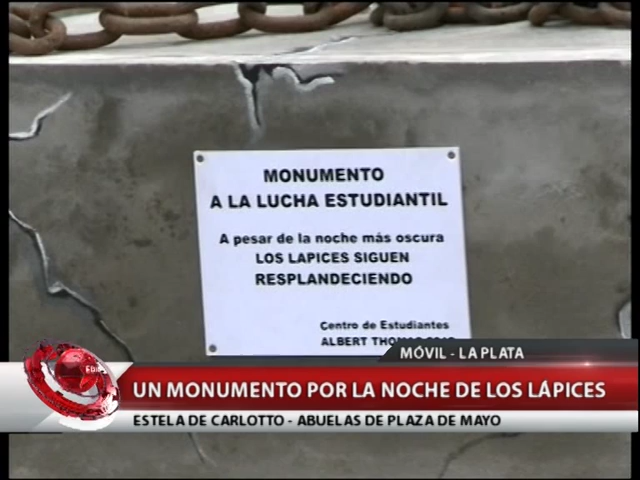 MONUMENTO
A LA LUCHA ESTUDIANTIL
A pesar de la noche más oscura
LOS LAPICES SIGUEN
RESPLANDECIENDO
Centro de Estudiantes
ALBERT
MÓVIL - LA PLATA
UN MONUMENTO POR LA NOCHE DE LOS LÁPICES
ESTELA DE CARLOTTO - ABUELAS DE PLAZA DE MAYO